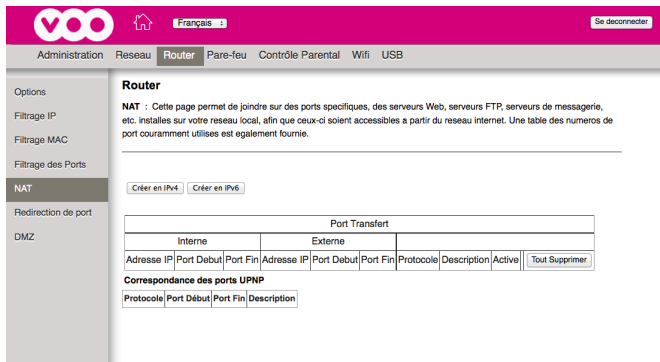 VOO
Français
Se deconnecter
Administration Reseau Router Pare-feu Contrôle Parental Wifi USB
Options
Filtrage IP
Filtrage MAC
Filtrage des Ports
NAT
Redirection de port
DMZ
Router
NAT : Cette page permet de joindre sur des ports specifiques, des serveurs Web, serveurs FTP, serveurs de messagerie,
etc. installes sur votre reseau local, afin que ceux-ci soient accessibles a partir du reseau internet. Une table des numeros de
port couramment utilises est egalement fournie.
Créer en IPv4 Créer en IPv6
Port Transfert
Interne Externe
Adresse IP Port Debut Port Fin Adresse IP Port Debut Port Fin Protocole Description Active Tout Supprimer
Correspondance des ports UPNP
Protocole Port Début Port Fin Description